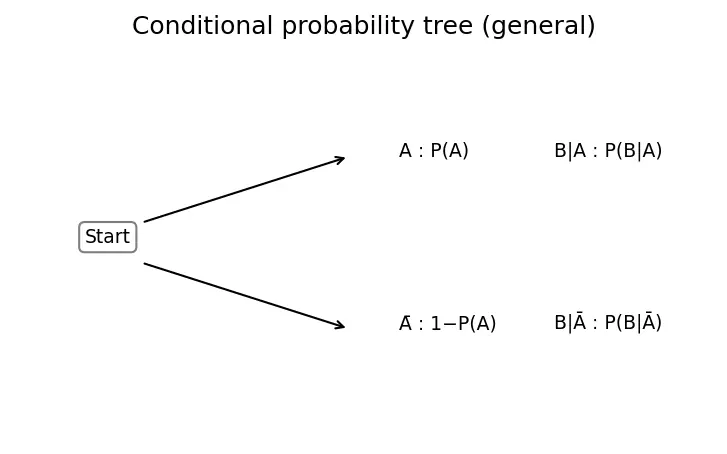 Conditional probability tree (general)
A : P(A)
B|A : P(B|A)
Start
Ā : 1−P(A)
B|Ā : P(B|Ā)